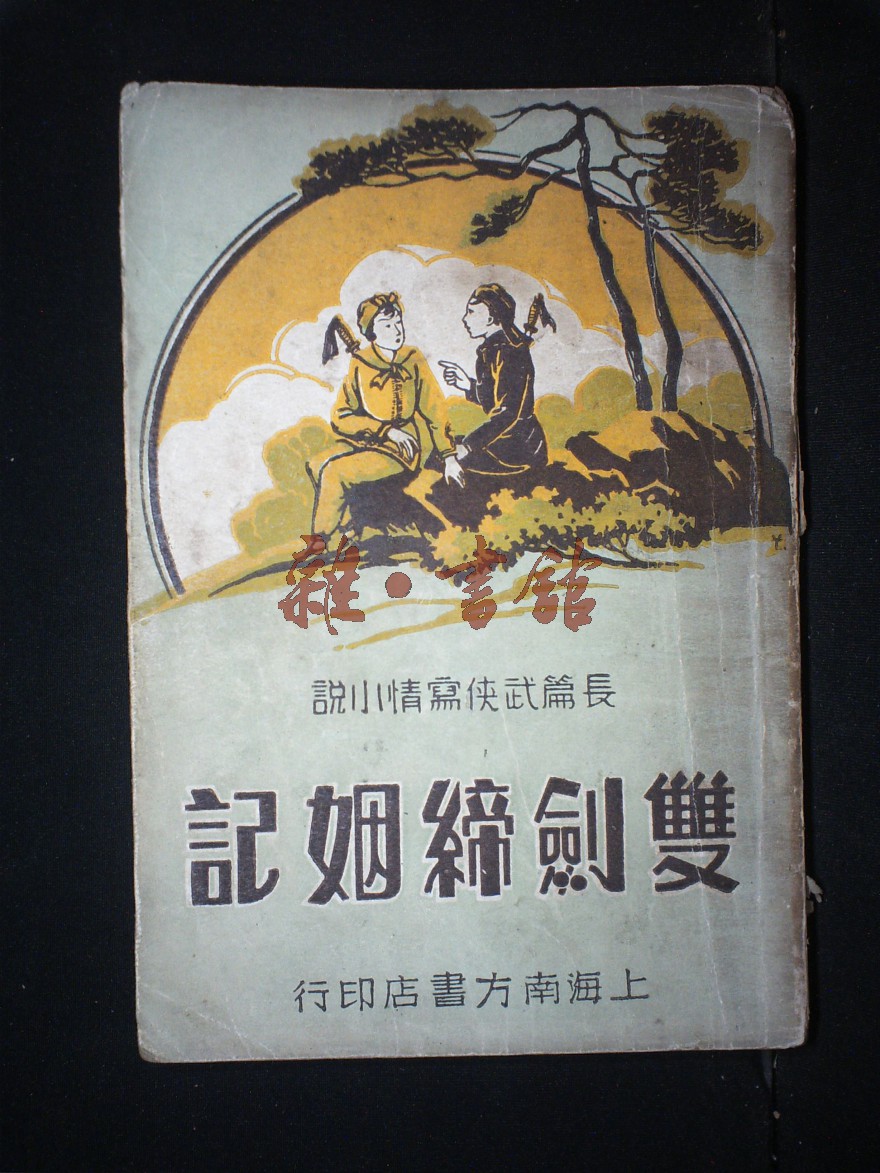 雜·書館
長篇武俠寫情小說
雙劍締姻記
上海南方書店印行